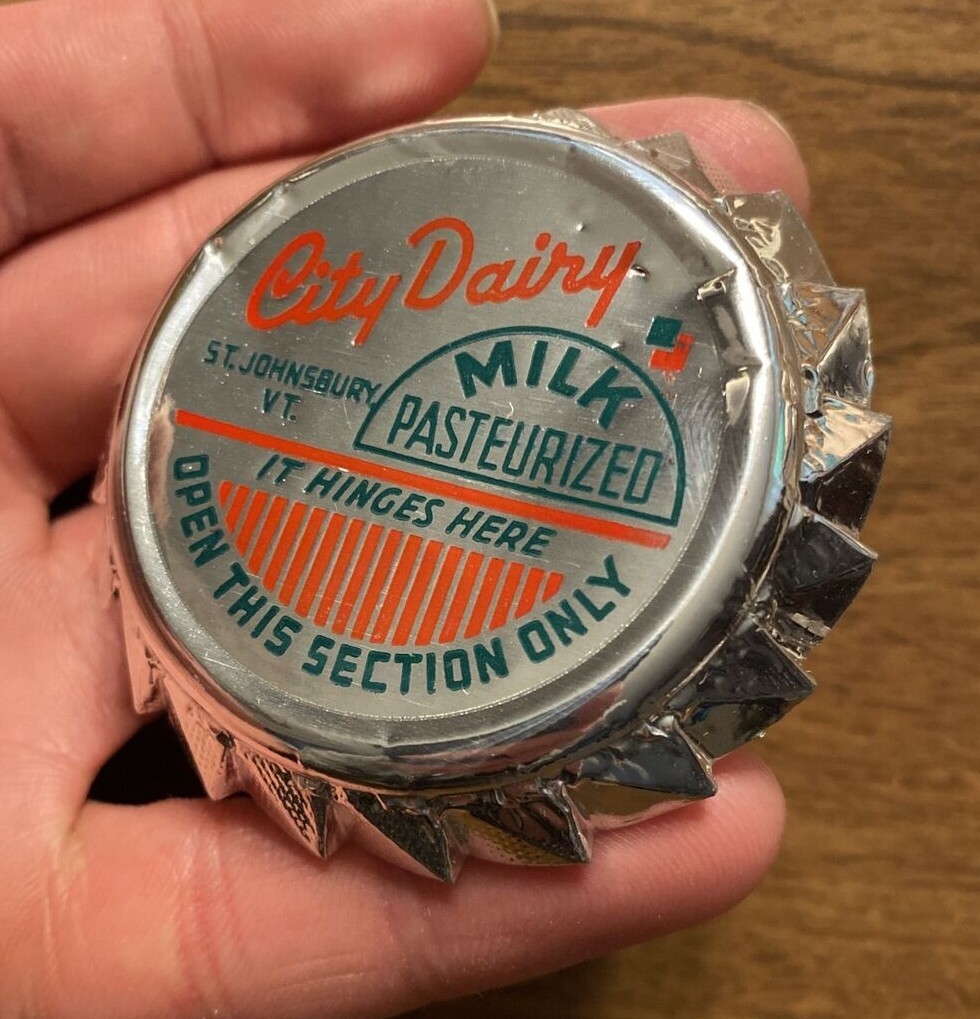 City Dairy
ST. JOHNSBURY
VT.
MILK
PASTEURIZED
IT HINGES HERE
OPEN THIS SECTION ONLY